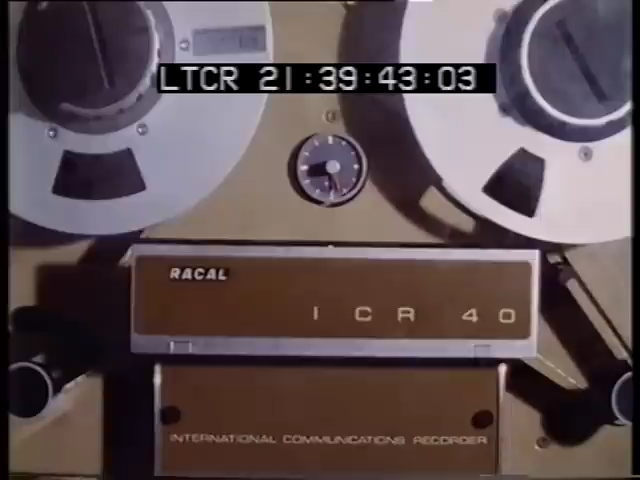 LTCR 21:39:43:03
RACAL
ICR 40
INTERNATIONAL COMMUNICATIONS RECORDER